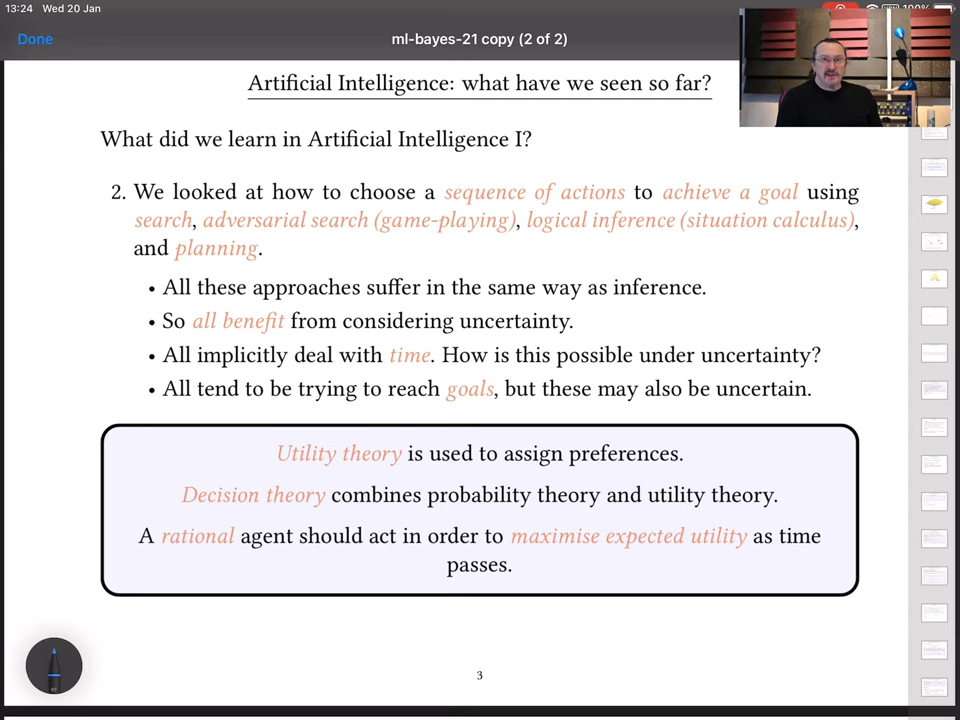 13:24 Wed 20 Jan
Done
ml-bayes-21 copy (2 of 2)
Artificial Intelligence: what have we seen so far?
What did we learn in Artificial Intelligence I?
2. We looked at how to choose a sequence of actions to achieve a goal using
search, adversarial search (game-playing), logical inference (situation calculus),
and planning.
• All these approaches suffer in the same way as inference.
• So all benefit from considering uncertainty.
• All implicitly deal with time. How is this possible under uncertainty?
• All tend to be trying to reach goals, but these may also be uncertain.
Utility theory is used to assign preferences.
Decision theory combines probability theory and utility theory.
A rational agent should act in order to maximise expected utility as time
passes.
3